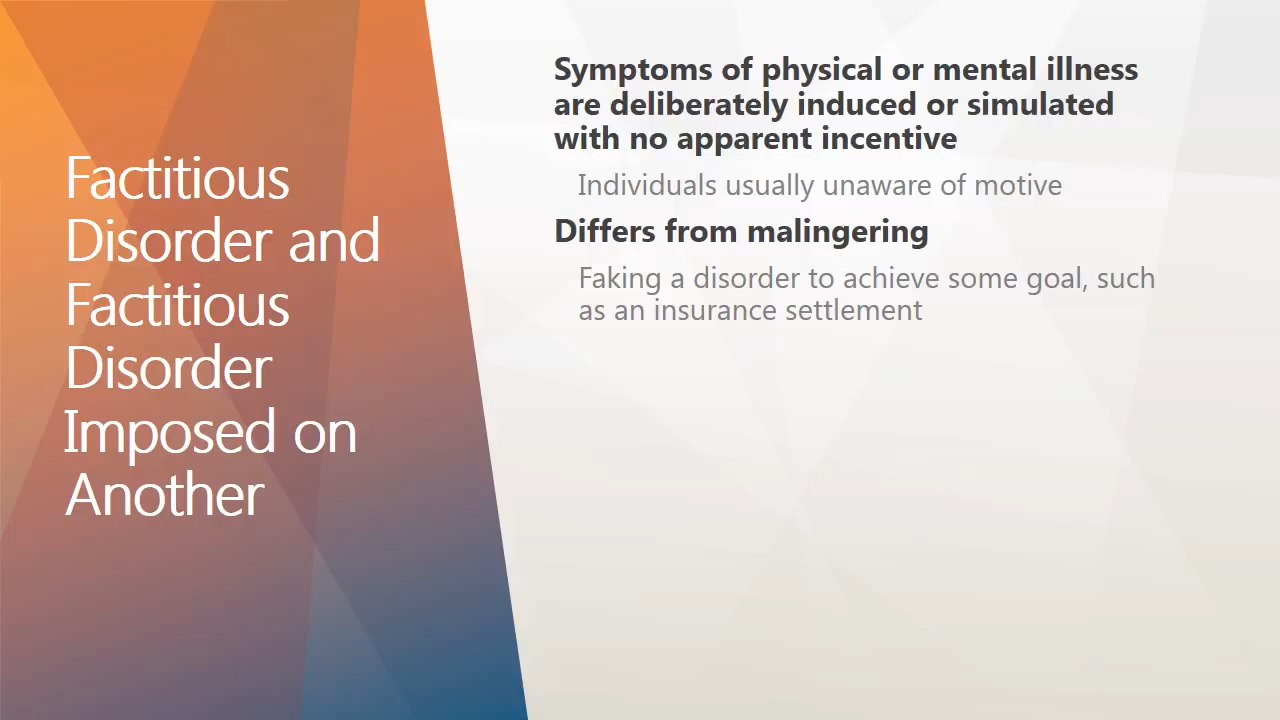 Factitious
Disorder and
Factitious
Disorder
Imposed on
Another
Symptoms of physical or mental illness
are deliberately induced or simulated
with no apparent incentive
Individuals usually unaware of motive
Differs from malingering
Faking a disorder to achieve some goal, such
as an insurance settlement